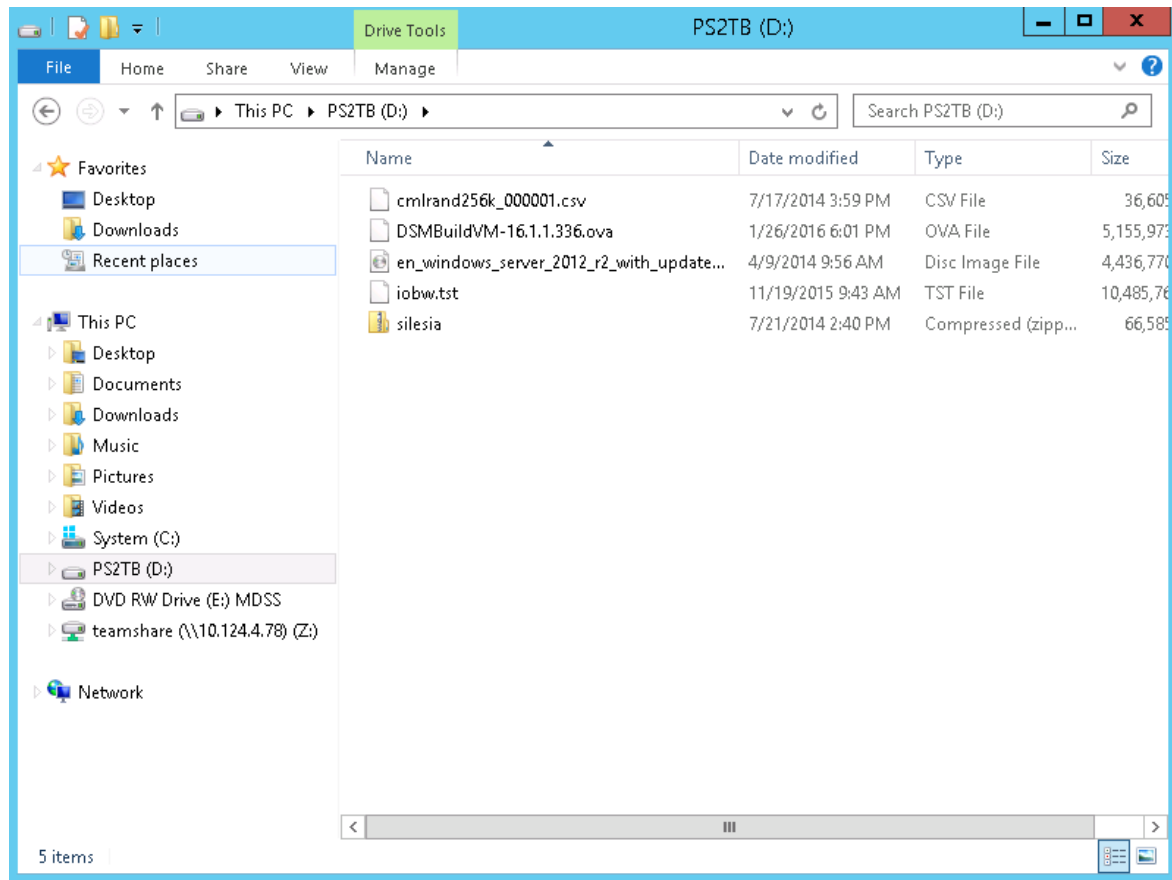 PS2TB (D:)
Drive Tools
File Home Share View Manage
This PC PS2TB (D:)
Search PS2TB (D:)
Name Date modified Type Size
cmlrand256k_000001.csv 7/17/2014 3:59 PM CSV File 36,605
DSMBuildVM-16.1.1.336.ova 1/26/2016 6:01 PM OVA File 5,155,973
en_windows_server_2012_r2_with_update... 4/9/2014 9:56 AM Disc Image File 4,436,770
iobw.tst 11/19/2015 9:43 AM TST File 10,485,76
silesia 7/21/2014 2:40 PM Compressed (zipp... 66,585
Favorites
Desktop
Downloads
Recent places
This PC
Desktop
Documents
Downloads
Music
Pictures
Videos
System (C:)
PS2TB (D:)
DVD RW Drive (E:) MDSS
teamshare (\\10.124.4.78) (Z:)
Network
5 items